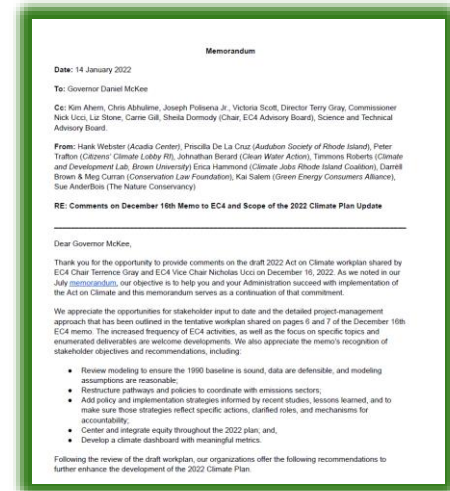 Memorandum
Date: 14 January 2022
To: Governor Daniel McKee
Cc: Kim Ahern, Chris Abhulime, Joseph Polisena Jr., Victoria Scott, Director Terry Gray, Commissioner
Nick Ucci, Liz Stone, Carrie Gill, Sheila Dormody (Chair, EC4 Advisory Board), Science and Technical
Advisory Board.
From: Hank Webster (Acadia Center), Priscilla De La Cruz (Audubon Society of Rhode Island), Peter
Trafton (Citizens' Climate Lobby RI), Johnathan Berard (Clean Water Action), Timmons Roberts (Climate
and Development Lab, Brown University) Erica Hammond (Climate Jobs Rhode Island Coalition), Darrell
Brown & Meg Curran (Conservation Law Foundation), Kai Salem (Green Energy Consumers Alliance),
Sue AnderBois (The Nature Conservancy)
RE: Comments on December 16th Memo to EC4 and Scope of the 2022 Climate Plan Update
Dear Governor McKee,
Thank you for the opportunity to provide comments on the draft 2022 Act on Climate workplan shared by
EC4 Chair Terrence Gray and EC4 Vice Chair Nicholas Ucci on December 16, 2022. As we noted in our
July memorandum, our objective is to help you and your Administration succeed with implementation of
the Act on Climate and this memorandum serves as a continuation of that commitment.
We appreciate the opportunities for stakeholder input to date and the detailed project-management
approach that has been outlined in the tentative workplan shared on pages 6 and 7 of the December 16th
EC4 memo. The increased frequency of EC4 activities, as well as the focus on specific topics and
enumerated deliverables are welcome developments. We also appreciate the memo's recognition of
stakeholder objectives and recommendations, including:
• Review modeling to ensure the 1990 baseline is sound, data are defensible, and modeling
assumptions are reasonable;
• Restructure pathways and policies to coordinate with emissions sectors;
• Add policy and implementation strategies informed by recent studies, lessons learned, and to
make sure those strategies reflect specific actions, clarified roles, and mechanisms for
accountability;
• Center and integrate equity throughout the 2022 plan; and,
• Develop a climate dashboard with meaningful metrics.
Following the review of the draft workplan, our organizations offer the following recommendations to
further enhance the development of the 2022 Climate Plan.